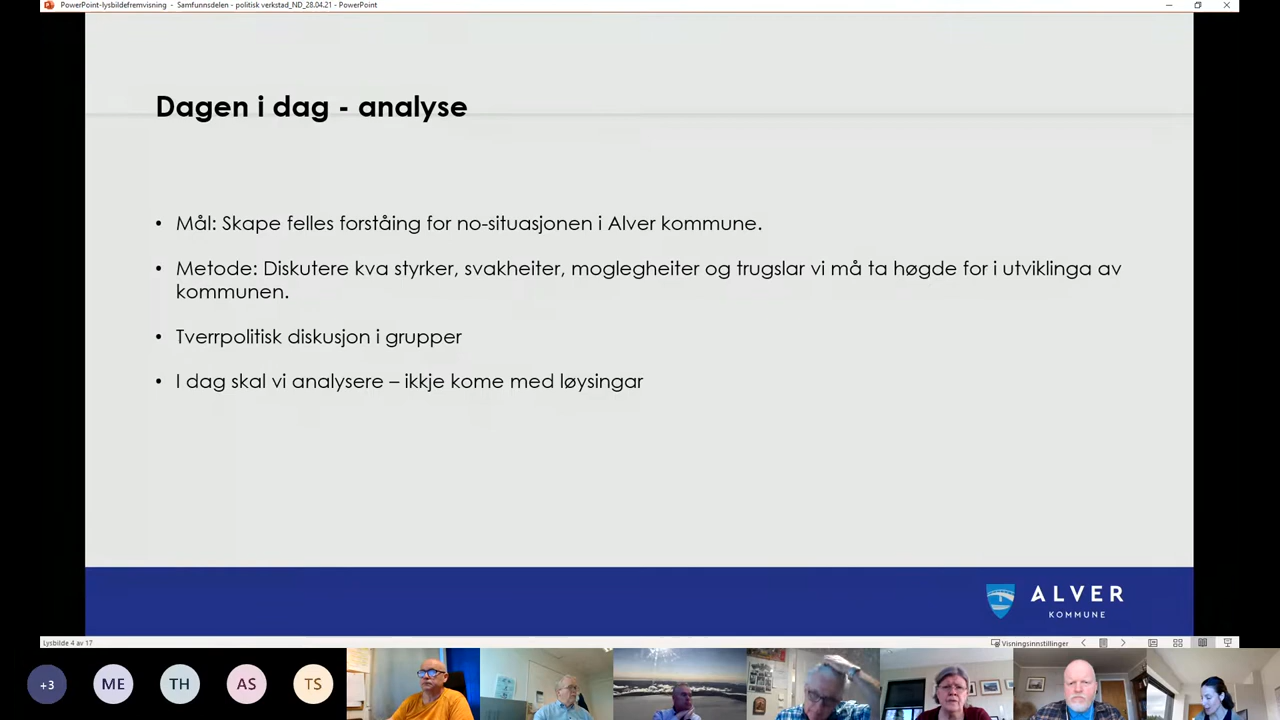 PowerPoint-lysbildefremvisning - Samfunnsdelen - politisk verkstad_ND_28.04.21 - PowerPoint
Dagen i dag - analyse
• Mål: Skape felles forståing for no-situasjonen i Alver kommune.
• Metode: Diskutere kva styrker, svakheiter, moglegheiter og trugslar vi må ta høgde for i utviklinga av
kommunen.
• Tverrpolitisk diskusjon i grupper
• I dag skal vi analysere – ikkje kome med løysingar
ALVER
KOMMUNE
Lysbilde 4 av 17
Visningsinnstillinger
+3
ME
TH
AS
TS